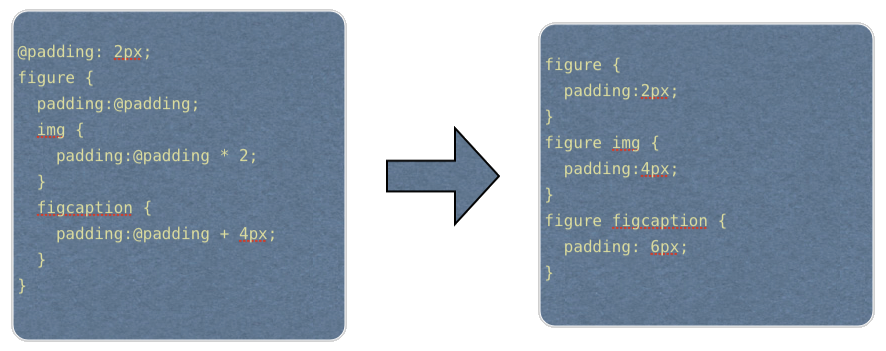 @padding: 2px;
figure {
  padding:@padding;
  img {
    padding:@padding * 2;
  }
  figcaption {
    padding:@padding + 4px;
  }
}
figure {
  padding:2px;
}
figure img {
  padding:4px;
}
figure figcaption {
  padding: 6px;
}